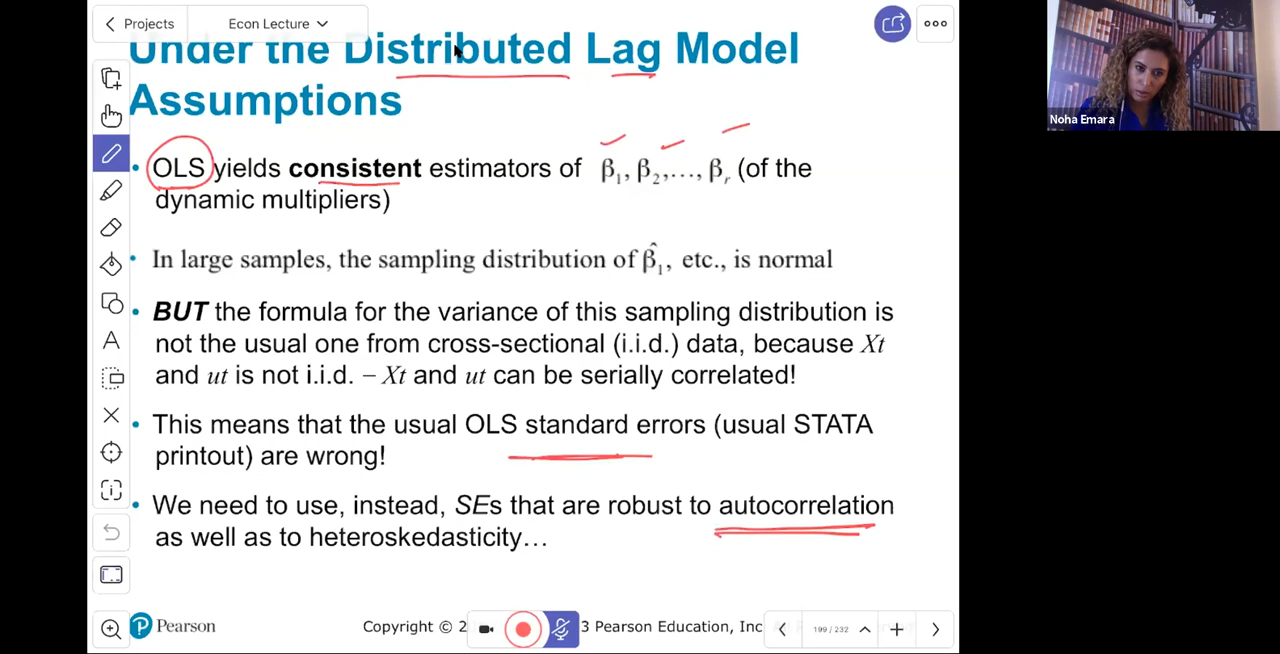 Projects
Econ Lecture
Under the Distributed Lag Model
Assumptions
Noha Emara
• OLS yields consistent estimators of β1, β2,…, βr (of the
dynamic multipliers)
• In large samples, the sampling distribution of β̂1, etc., is normal
• BUT the formula for the variance of this sampling distribution is
not the usual one from cross-sectional (i.i.d.) data, because Xt
and ut is not i.i.d. – Xt and ut can be serially correlated!
• This means that the usual OLS standard errors (usual STATA
printout) are wrong!
• We need to use, instead, SEs that are robust to autocorrelation
as well as to heteroskedasticity…
A
P Pearson
Copyright © 2
3 Pearson Education, Inc
199 / 232